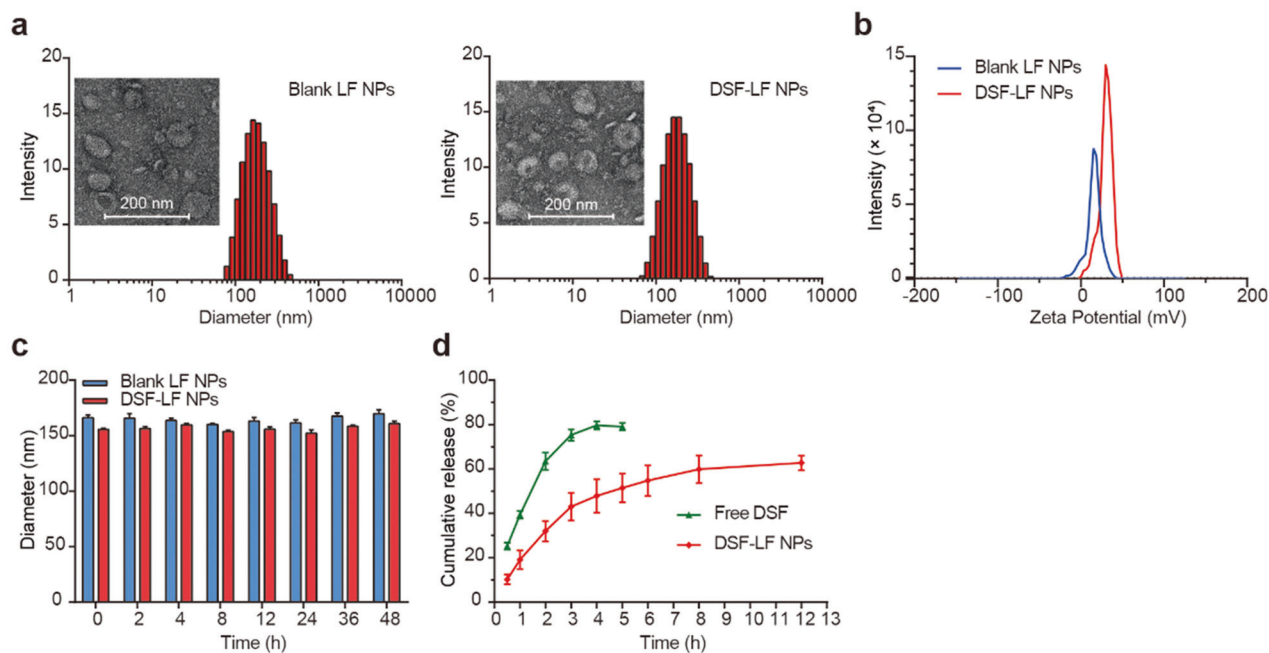 a
20
15
10
5
0
Intensity
Blank LF NPs
200 nm
1 10 100 1000 10000
Diameter (nm)
20
15
10
5
0
Intensity
DSF-LF NPs
200 nm
1 10 100 1000 10000
Diameter (nm)
b
15
10
5
0
Intensity (× 10⁴)
Blank LF NPs
DSF-LF NPs
-200 -100 0 100 200
Zeta Potential (mV)
c
200
150
100
50
0
Diameter (nm)
Blank LF NPs
DSF-LF NPs
0 2 4 8 12 24 36 48
Time (h)
d
100
80
60
40
20
0
Cumulative release (%)
Free DSF
DSF-LF NPs
0 1 2 3 4 5 6 7 8 9 10 11 12 13
Time (h)